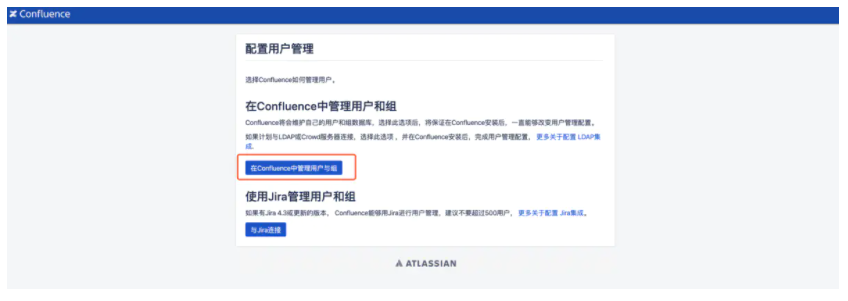 Confluence
配置用户管理
选择Confluence如何管理用户。
在Confluence中管理用户和组
Confluence将会维护自己的用户和组数据库，选择此选项后，将保证在Confluence安装后，一直能够改变用户管理配置。
如果计划与LDAP或Crowd服务器连接，选择此选项，并在Confluence安装后，完成用户管理配置， 更多关于配置 LDAP集
成。
在Confluence中管理用户与组
使用Jira管理用户和组
如果有Jira 4.3或更新的版本， Confluence能够用Jira进行用户管理，建议不要超过500用户， 更多关于配置 Jira集成。
与Jira连接
ATLASSIAN